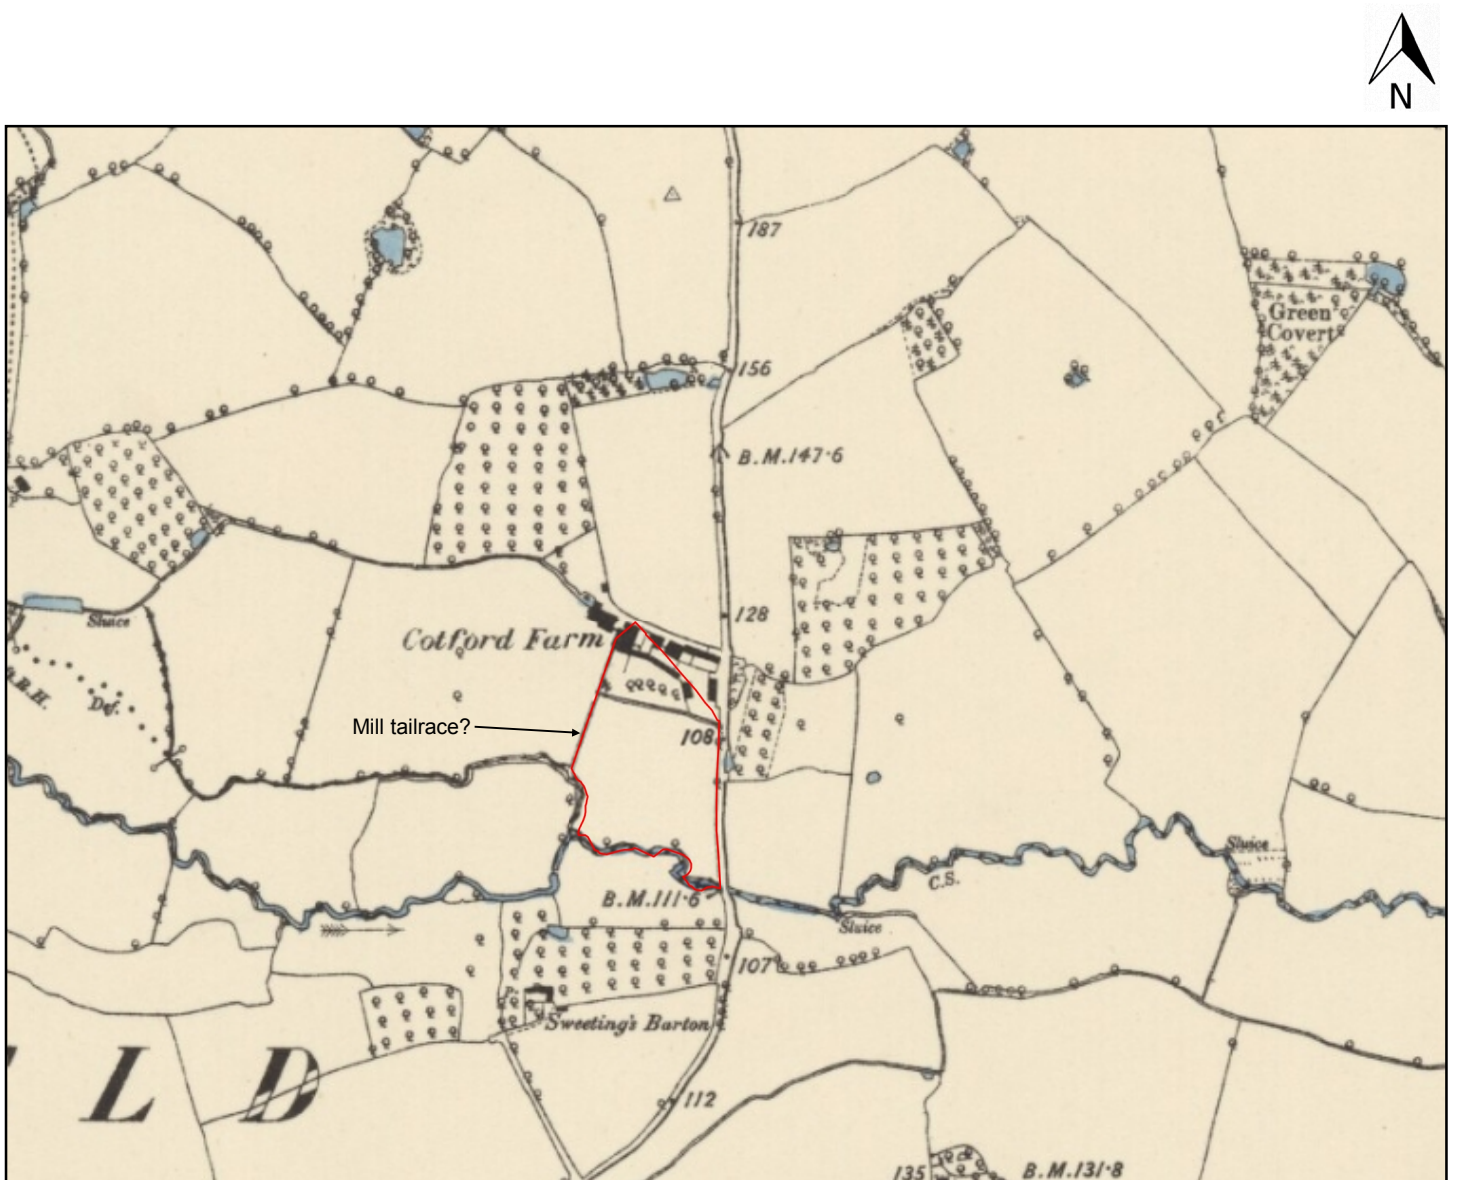 N
187
Green
Covert
156
B.M.147·6
128
Sluice
Cotford Farm
B.R.H.
Def.
Mill tailrace?
108
Sluice
C.S.
B.M.111·6
Sluice
107
Sweeting's Barton
L D
112
135
B.M.131·8